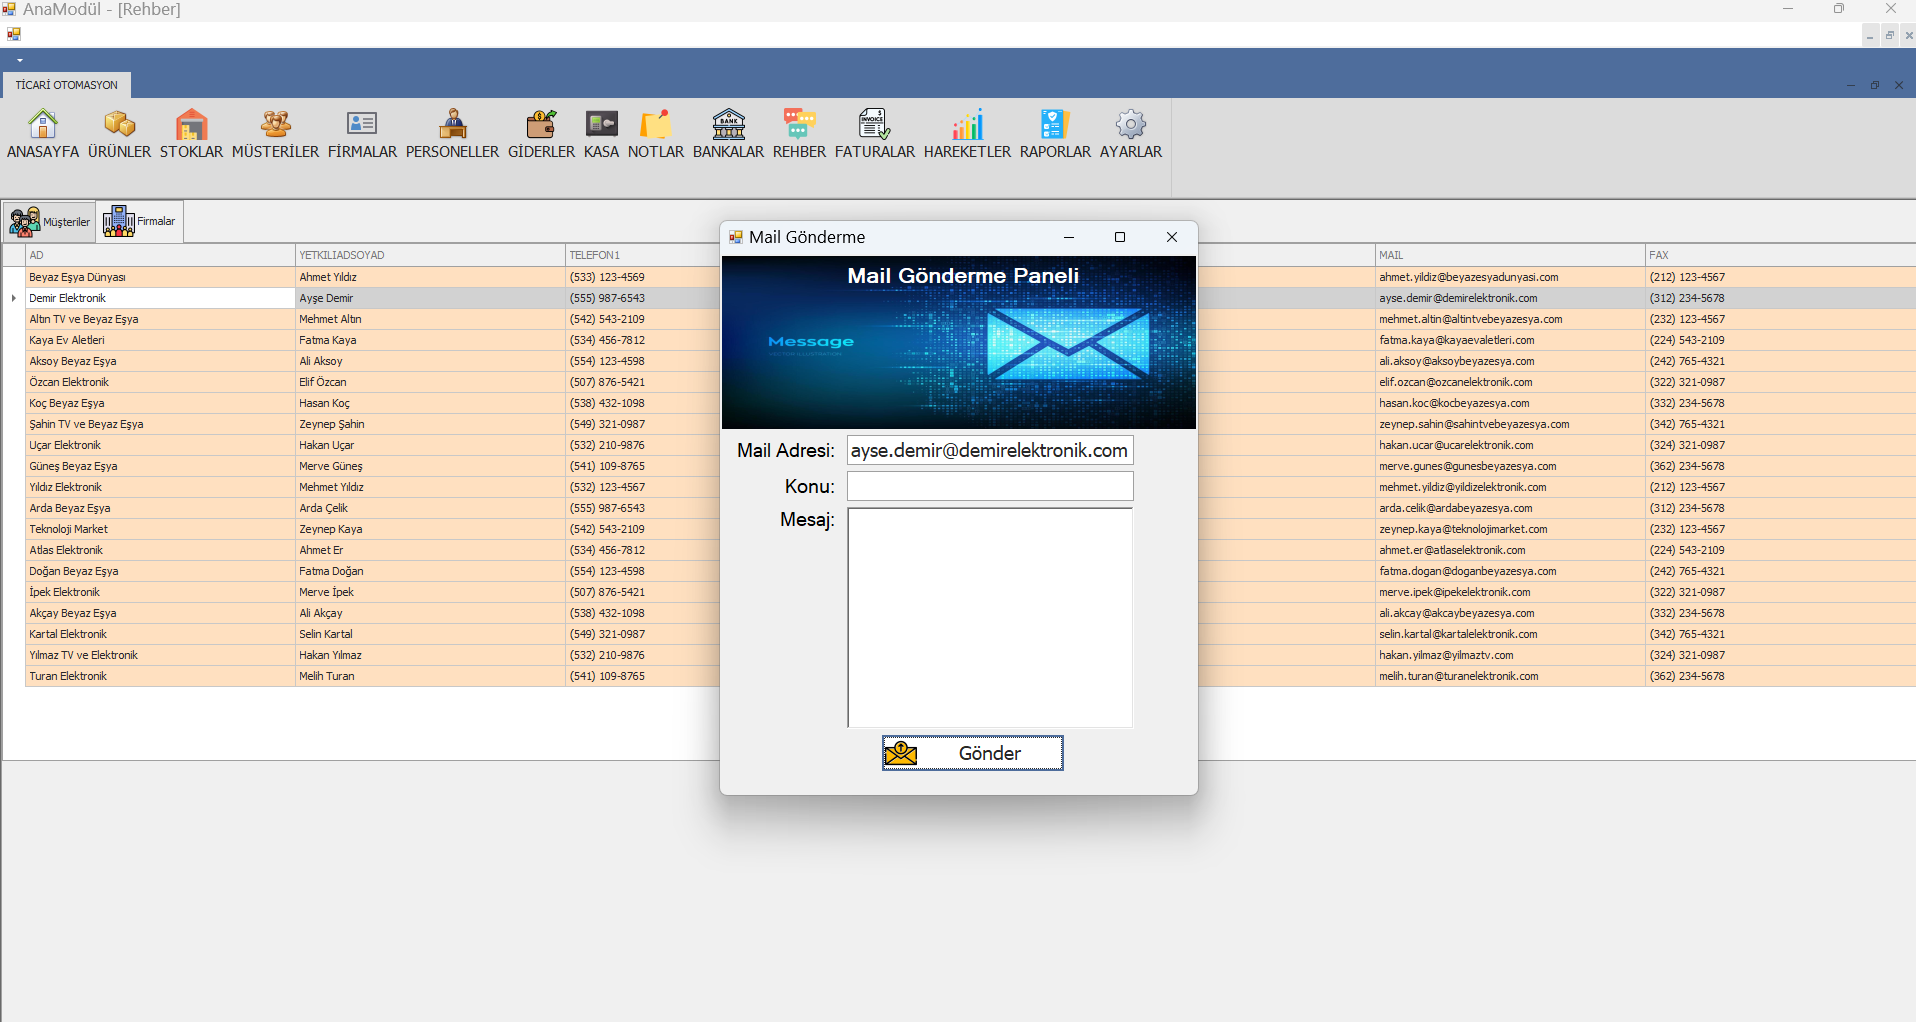 AnaModül - [Rehber]
TİCARİ OTOMASYON
ANASAYFA ÜRÜNLER STOKLAR MÜSTERİLER FİRMALAR PERSONELLER GİDERLER KASA NOTLAR BANKALAR REHBER FATURALAR HAREKETLER RAPORLAR AYARLAR
BANK
INVOICE
Müşteriler Firmalar
AD YETKILIADSOYAD TELEFON1 MAIL FAX
Beyaz Eşya Dünyası Ahmet Yıldız (533) 123-4569 ahmet.yildiz@beyazesyadunyasi.com (212) 123-4567
Demir Elektronik Ayşe Demir (555) 987-6543 ayse.demir@demirelektronik.com (312) 234-5678
Altın TV ve Beyaz Eşya Mehmet Altın (542) 543-2109 mehmet.altin@altintvebeyazesya.com (232) 123-4567
Kaya Ev Aletleri Fatma Kaya (534) 456-7812 fatma.kaya@kayaevaletleri.com (224) 543-2109
Aksoy Beyaz Eşya Ali Aksoy (554) 123-4598 ali.aksoy@aksoybeyazesya.com (242) 765-4321
Özcan Elektronik Elif Özcan (507) 876-5421 elif.ozcan@ozcanelektronik.com (322) 321-0987
Koç Beyaz Eşya Hasan Koç (538) 432-1098 hasan.koc@kocbeyazesya.com (332) 234-5678
Şahin TV ve Beyaz Eşya Zeynep Şahin (549) 321-0987 zeynep.sahin@sahintvebeyazesya.com (342) 765-4321
Uçar Elektronik Hakan Uçar (532) 210-9876 hakan.ucar@ucarelektronik.com (324) 321-0987
Güneş Beyaz Eşya Merve Güneş (541) 109-8765 merve.gunes@gunesbeyazesya.com (362) 234-5678
Yıldız Elektronik Mehmet Yıldız (532) 123-4567 mehmet.yildiz@yildizelektronik.com (212) 123-4567
Arda Beyaz Eşya Arda Çelik (555) 987-6543 arda.celik@ardabeyazesya.com (312) 234-5678
Teknoloji Market Zeynep Kaya (542) 543-2109 zeynep.kaya@teknolojimarket.com (232) 123-4567
Atlas Elektronik Ahmet Er (534) 456-7812 ahmet.er@atlaselektronik.com (224) 543-2109
Doğan Beyaz Eşya Fatma Doğan (554) 123-4598 fatma.dogan@doganbeyazesya.com (242) 765-4321
İpek Elektronik Merve İpek (507) 876-5421 merve.ipek@ipekelektronik.com (322) 321-0987
Akçay Beyaz Eşya Ali Akçay (538) 432-1098 ali.akcay@akcaybeyazesya.com (332) 234-5678
Kartal Elektronik Selin Kartal (549) 321-0987 selin.kartal@kartalelektronik.com (342) 765-4321
Yılmaz TV ve Elektronik Hakan Yılmaz (532) 210-9876 hakan.yilmaz@yilmaztv.com (324) 321-0987
Turan Elektronik Melih Turan (541) 109-8765 melih.turan@turanelektronik.com (362) 234-5678
Mail Gönderme
Mail Gönderme Paneli
Message
VECTOR ILLUSTRATION
Mail Adresi: ayse.demir@demirelektronik.com
Konu:
Mesaj:
Gönder